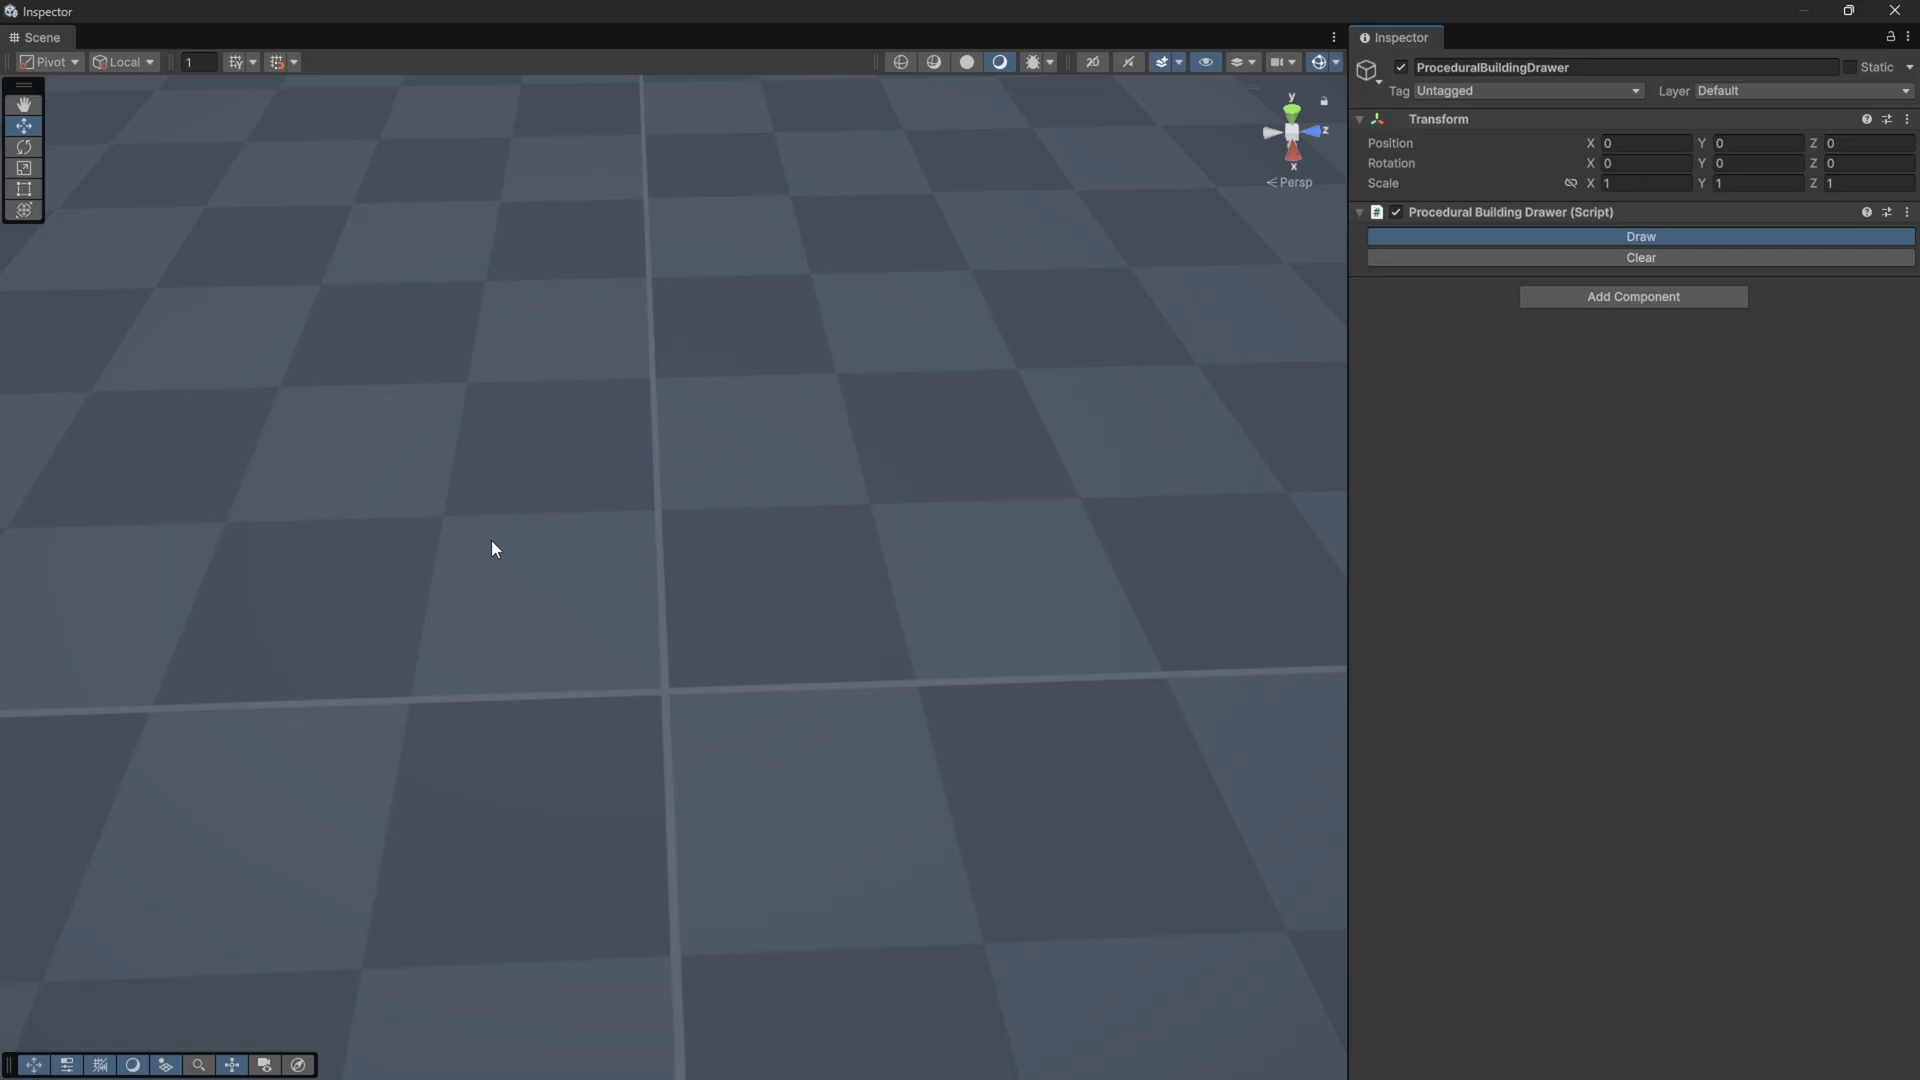 Inspector
Scene
Pivot
Local
1
2D
y
z
x
Persp
Inspector
ProceduralBuildingDrawer
Static
Tag Untagged
Layer Default
Transform
Position X 0 Y 0 Z 0
Rotation X 0 Y 0 Z 0
Scale X 1 Y 1 Z 1
# Procedural Building Drawer (Script)
Draw
Clear
Add Component